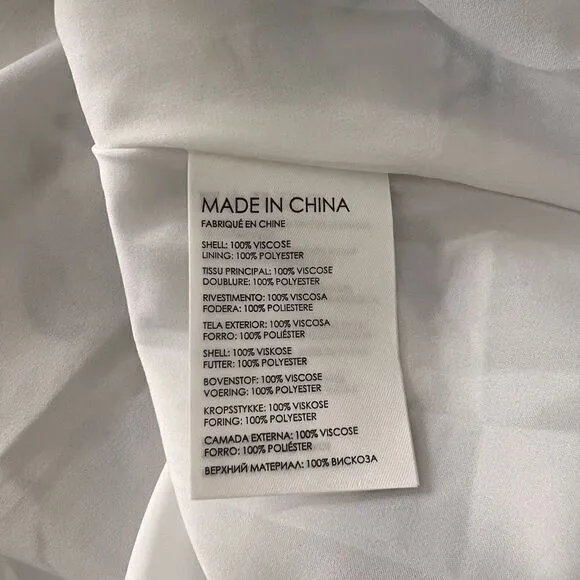 MADE IN CHINA
FABRIQUÉ EN CHINE
SHELL: 100% VISCOSE
LINING: 100% POLYESTER
TISSU PRINCIPAL: 100% VISCOSE
DOUBLURE: 100% POLYESTER
RIVESTIMENTO: 100% VISCOSA
FODERA: 100% POLIESTERE
TELA EXTERIOR: 100% VISCOSA
FORRO: 100% POLIÉSTER
SHELL: 100% VISKOSE
FUTTER: 100% POLYESTER
BOVENSTOF: 100% VISCOSE
VOERING: 100% POLYESTER
KROPSSTYKKE: 100% VISKOSE
FORING: 100% POLYESTER
CAMADA EXTERNA: 100% VISCOSE
FORRO: 100% POLIÉSTER
ВЕРХНИЙ МАТЕРИАЛ: 100% ВИСКОЗА